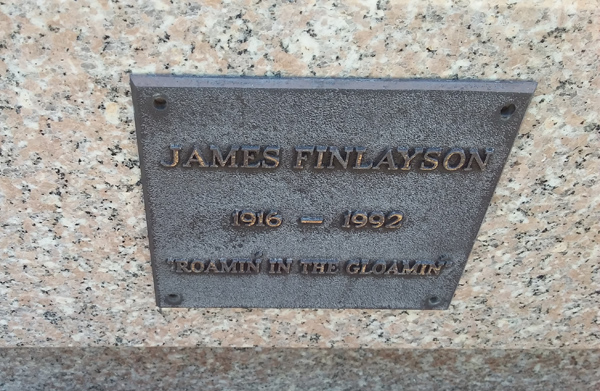 JAMES FINLAYSON
1916 — 1992
"ROAMIN' IN THE GLOAMIN'"